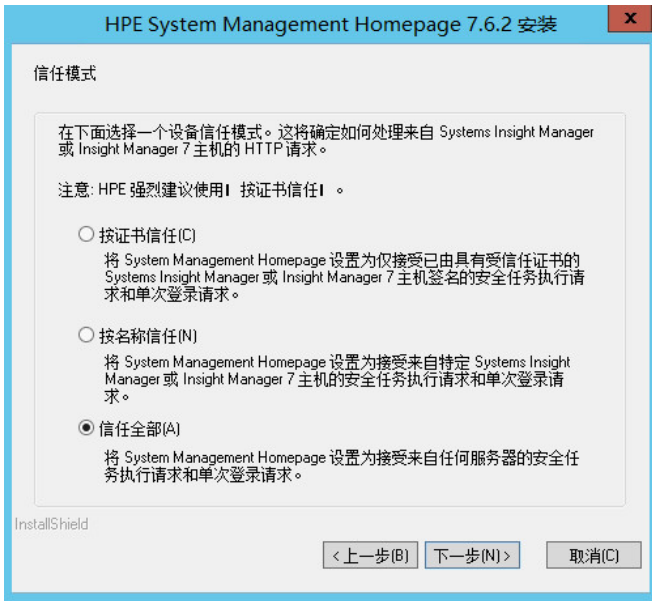 HPE System Management Homepage 7.6.2 安装
x
信任模式
在下面选择一个设备信任模式。这将确定如何处理来自 Systems Insight Manager
或 Insight Manager 7 主机的 HTTP 请求。
注意: HPE 强烈建议使用 按证书信任 。
按证书信任(C)
将 System Management Homepage 设置为仅接受已由具有受信任证书的
Systems Insight Manager 或 Insight Manager 7 主机签名的安全任务执行请
求和单次登录请求。
按名称信任(N)
将 System Management Homepage 设置为接受来自特定 Systems Insight
Manager 或 Insight Manager 7 主机的安全任务执行请求和单次登录请
求。
信任全部(A)
将 System Management Homepage 设置为接受来自任何服务器的安全任
务执行请求和单次登录请求。
InstallShield
<上一步(B) 下一步(N)> 取消(C)